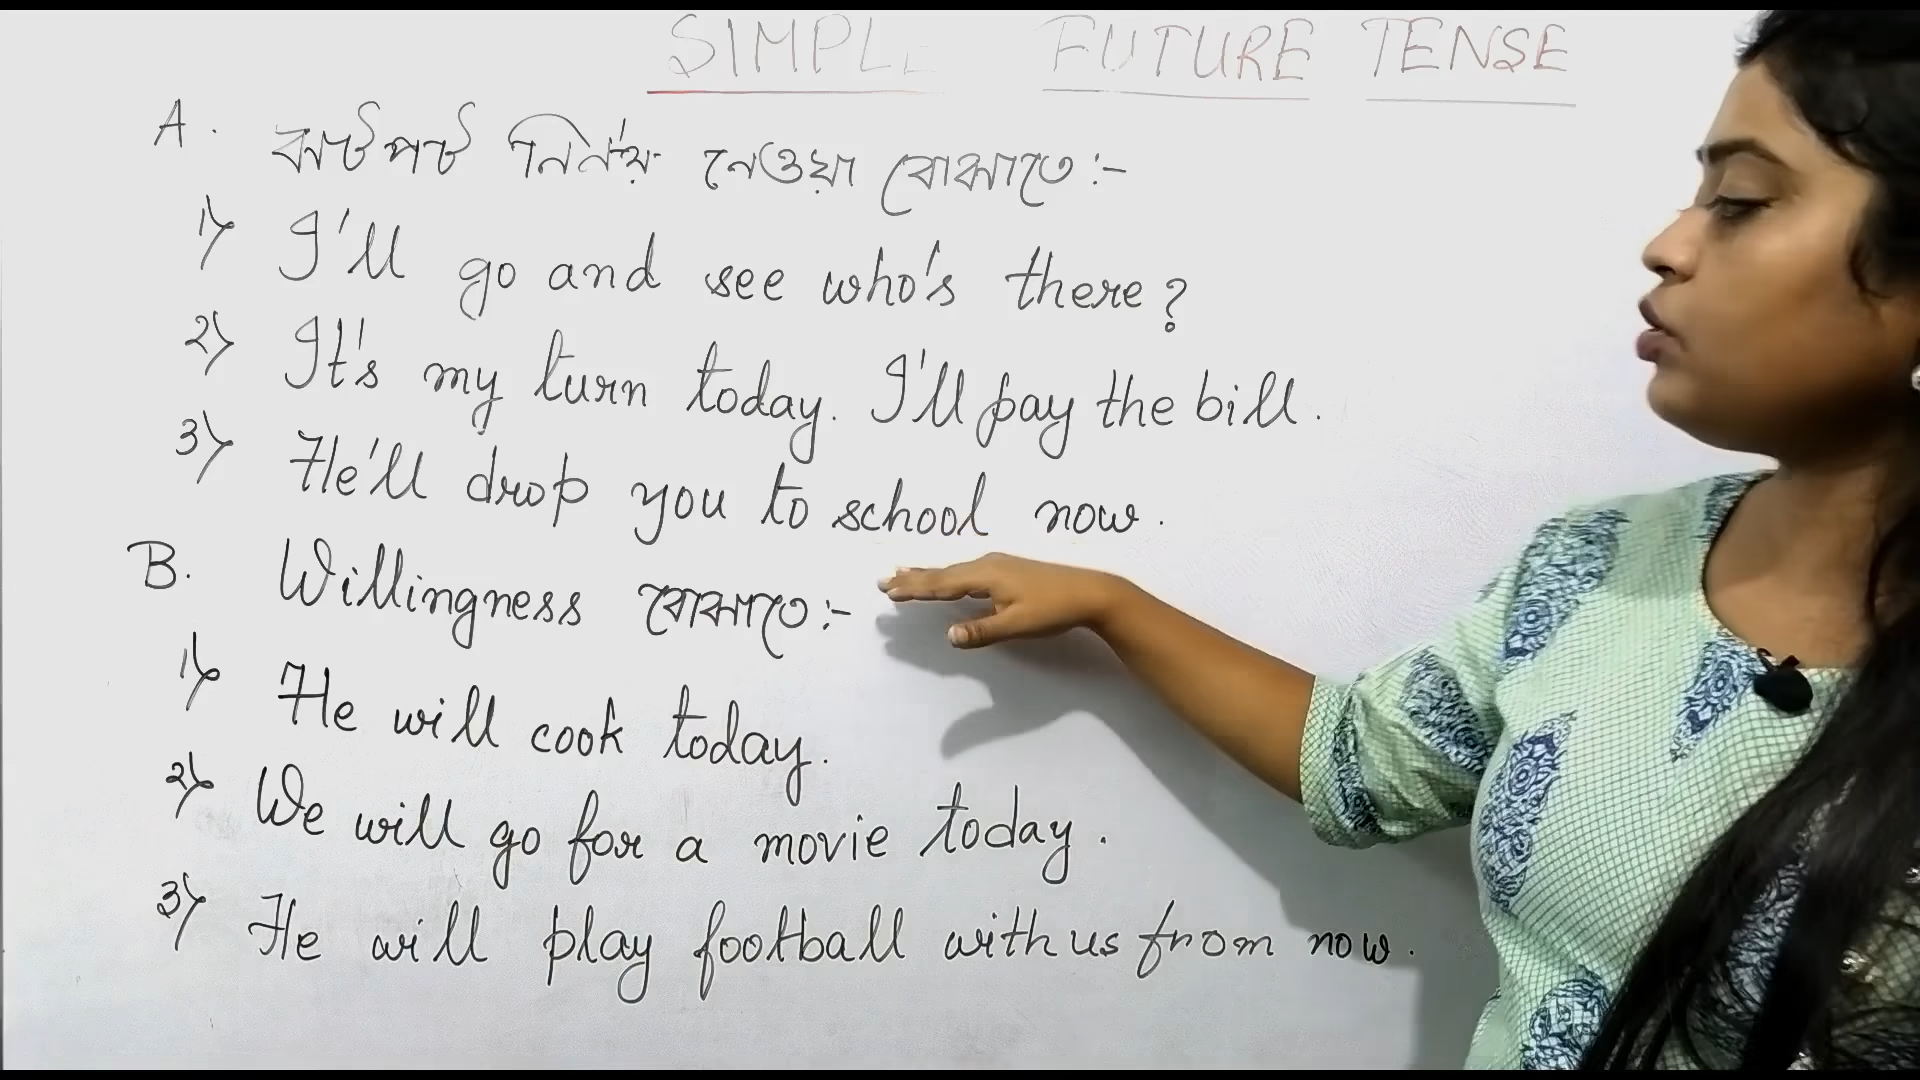 SIMPLE FUTURE TENSE
A. ঝটপট নির্ণয় নেওয়া বোঝাতে:-
1) I'll go and see who's there?
2) It's my turn today. I'll pay the bill.
3) He'll drop you to school now.
B. Willingness বোঝাতে:-
1) He will cook today.
2) We will go for a movie today.
3) He will play football with us from now.